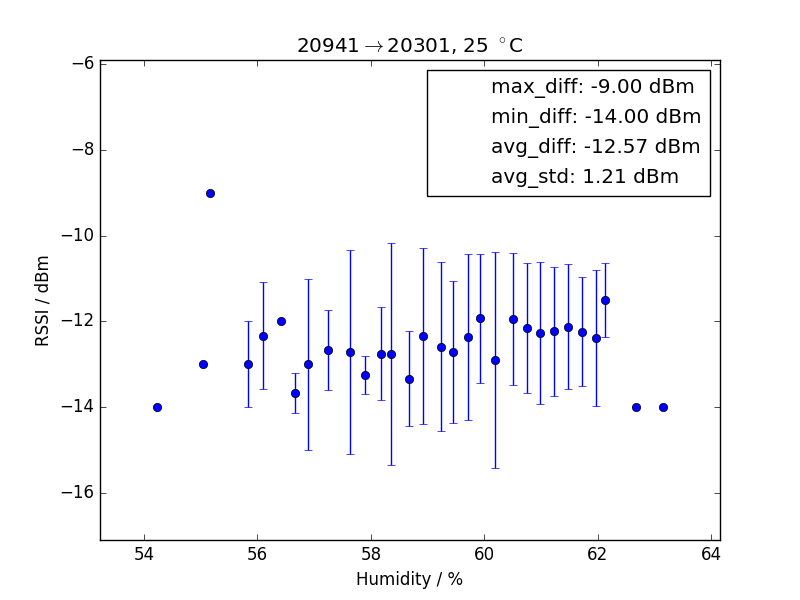 20941→20301, 25 °C
max_diff: -9.00 dBm
min_diff: -14.00 dBm
avg_diff: -12.57 dBm
avg_std: 1.21 dBm
RSSI / dBm
−6
−8
−10
−12
−14
−16
54 56 58 60 62 64
Humidity / %